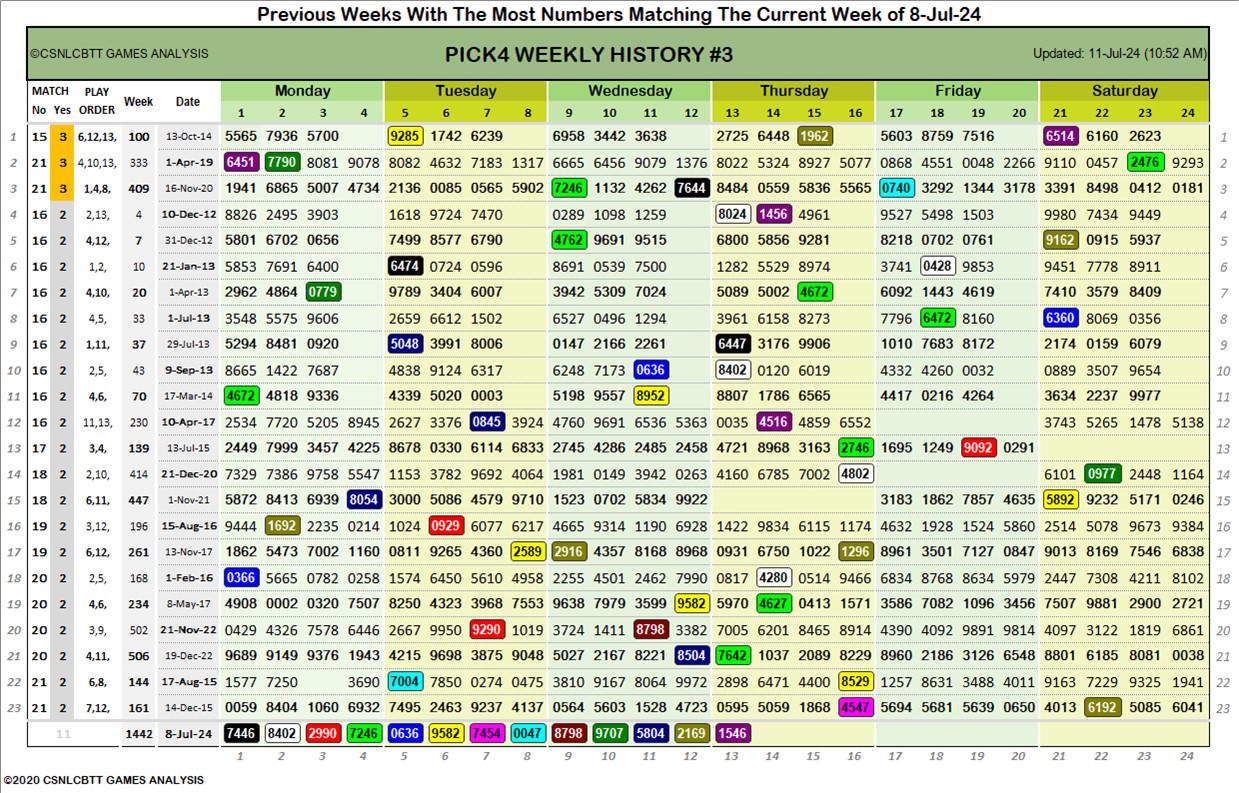 Previous Weeks With The Most Numbers Matching The Current Week of 8-Jul-24
©CSNLCBTT GAMES ANALYSIS PICK4 WEEKLY HISTORY #3 Updated: 11-Jul-24 (10:52 AM)
MATCH PLAY Week Date Monday Tuesday Wednesday Thursday Friday Saturday
No Yes ORDER 1 2 3 4 5 6 7 8 9 10 11 12 13 14 15 16 17 18 19 20 21 22 23 24
1 15 3 6,12,13, 100 13-Oct-14 5565 7936 5700 9285 1742 6239 6958 3442 3638 2725 6448 1962 5603 8759 7516 6514 6160 2623 1
2 21 3 4,10,13, 333 1-Apr-19 6451 7790 8081 9078 8082 4632 7183 1317 6665 6456 9079 1376 8022 5324 8927 5077 0868 4551 0048 2266 9110 0457 2476 9293 2
3 21 3 1,4,8, 409 16-Nov-20 1941 6865 5007 4734 2136 0085 0565 5902 7246 1132 4262 7644 8484 0559 5836 5565 0740 3292 1344 3178 3391 8498 0412 0181 3
4 16 2 2,13, 4 10-Dec-12 8826 2495 3903 1618 9724 7470 0289 1098 1259 8024 1456 4961 9527 5498 1503 9980 7434 9449 4
5 16 2 4,12, 7 31-Dec-12 5801 6702 0656 7499 8577 6790 4762 9691 9515 6800 5856 9281 8218 0702 0761 9162 0915 5937 5
6 16 2 1,2, 10 21-Jan-13 5853 7691 6400 6474 0724 0596 8691 0539 7500 1282 5529 8974 3741 0428 9853 9451 7778 8911 6
7 16 2 4,10, 20 1-Apr-13 2962 4864 0779 9789 3404 6007 3942 5309 7024 5089 5002 4672 6092 1443 4619 7410 3579 8409 7
8 16 2 4,5, 33 1-Jul-13 3548 5575 9606 2659 6612 1502 6527 0496 1294 3961 6158 8273 7796 6472 8160 6360 8069 0356 8
9 16 2 1,11, 37 29-Jul-13 5294 8481 0920 5048 3991 8006 0147 2166 2261 6447 3176 9906 1010 7683 8172 2174 0159 6079 9
10 16 2 2,5, 43 9-Sep-13 8665 1422 7687 4838 9124 6317 6248 7173 0636 8402 0120 6019 4332 4260 0032 0889 3507 9654 10
11 16 2 4,6, 70 17-Mar-14 4672 4818 9336 4339 5020 0003 5198 9557 8952 8807 1786 6565 4417 0216 4264 3634 2237 9977 11
12 16 2 11,13, 230 10-Apr-17 2534 7720 5205 8945 2627 3376 0845 3924 4760 9691 6536 5363 0035 4516 4859 6552 3743 5265 1478 5138 12
13 17 2 3,4, 139 13-Jul-15 2449 7999 3457 4225 8678 0330 6114 6833 2745 4286 2485 2458 4721 8968 3163 2746 1695 1249 9092 0291 13
14 18 2 2,10, 414 21-Dec-20 7329 7386 9758 5547 1153 3782 9692 4064 1981 0149 3942 0263 4160 6785 7002 4802 6101 0977 2448 1164 14
15 18 2 6,11, 447 1-Nov-21 5872 8413 6939 8054 3000 5086 4579 9710 1523 0702 5834 9922 3183 1862 7857 4635 5892 9232 5171 0246 15
16 19 2 3,12, 196 15-Aug-16 9444 1692 2235 0214 1024 0929 6077 6217 4665 9314 1190 6928 1422 9834 6115 1174 4632 1928 1524 5860 2514 5078 9673 9384 16
17 19 2 6,12, 261 13-Nov-17 1862 5473 7002 1160 0811 9265 4360 2589 2916 4357 8168 8968 0931 6750 1022 1296 8961 3501 7127 0847 9013 8169 7546 6838 17
18 20 2 2,5, 168 1-Feb-16 0366 5665 0782 0258 1574 6450 5610 4958 2255 4501 2462 7990 0817 4280 0514 9466 6834 8768 8634 5979 2447 7308 4211 8102 18
19 20 2 4,6, 234 8-May-17 4908 0002 0320 7507 8250 4323 3968 7553 9638 7979 3599 9582 5970 4627 0413 1571 3586 7082 1096 3456 7507 9881 2900 2721 19
20 20 2 3,9, 502 21-Nov-22 0429 4326 7578 6446 2667 9950 9290 1019 3724 1411 8798 3382 7005 6201 8465 8914 4390 4092 9891 9814 4097 3122 1819 6861 20
21 20 2 4,11, 506 19-Dec-22 9689 9149 9376 1943 4215 9698 3875 9048 5027 2167 8221 8504 7642 1037 2089 8229 8960 2186 3126 6548 8801 6185 8381 0038 21
22 21 2 6,8, 144 17-Aug-15 1577 7250 3690 7004 7850 0274 0475 3810 9167 8064 9972 2898 6471 4400 8529 1257 8631 3488 4011 9163 7229 9325 1941 22
23 21 2 7,12, 161 14-Dec-15 0059 8404 1060 6932 7495 2463 9237 4137 0564 5603 1528 4723 0595 5059 1868 4547 5694 5681 5639 0650 4013 6192 5085 6041 23
11 1442 8-Jul-24 7446 8402 2990 7246 0636 9582 7454 0047 8798 9707 5804 2169 1546
1 2 3 4 5 6 7 8 9 10 11 12 13 14 15 16 17 18 19 20 21 22 23 24
©2020 CSNLCBTT GAMES ANALYSIS